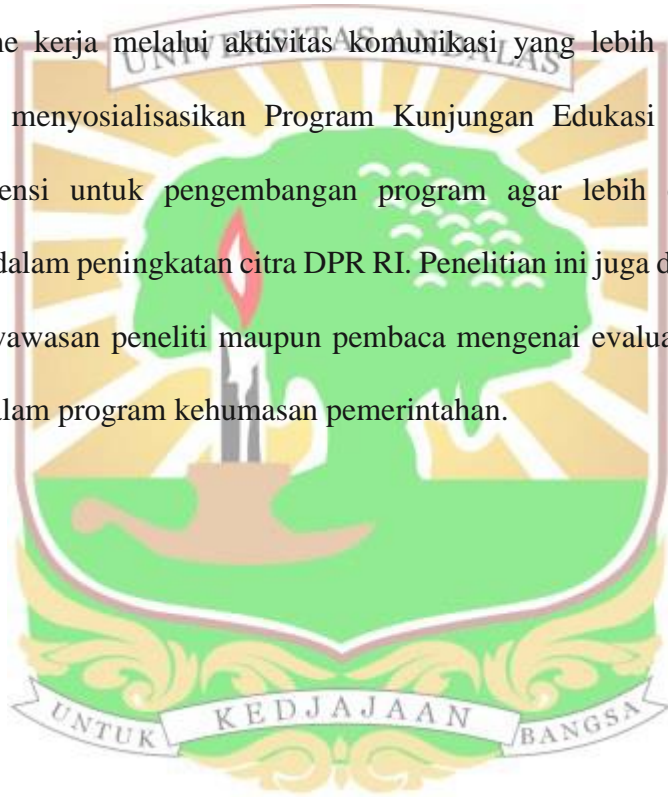 ne kerja melalui aktivitas komunikasi yang lebih
UNIVERSITAS ANDALAS
menyosialisasikan Program Kunjungan Edukasi
ensi untuk pengembangan program agar lebih
dalam peningkatan citra DPR RI. Penelitian ini juga d
wawasan peneliti maupun pembaca mengenai evalua
alam program kehumasan pemerintahan.
UNTUK KEDJAJAAN BANGSA